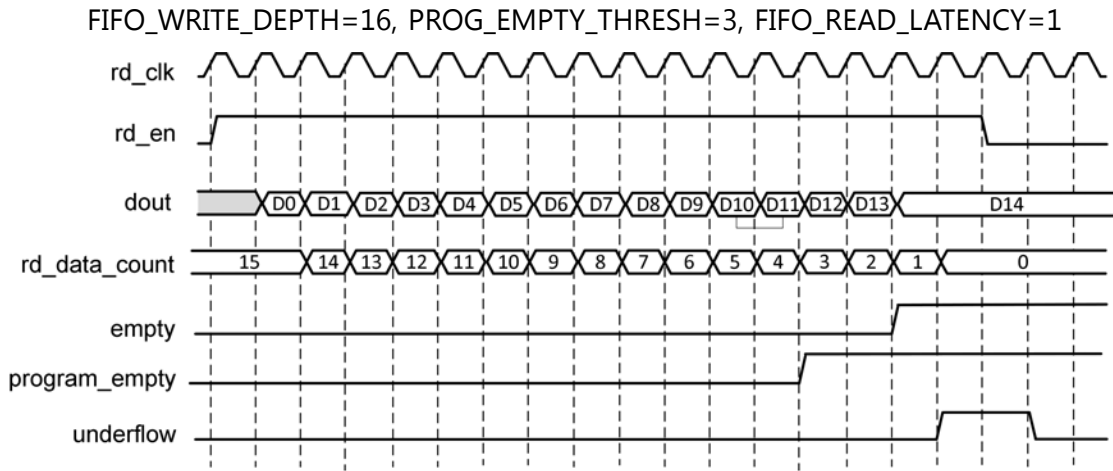 FIFO_WRITE_DEPTH=16, PROG_EMPTY_THRESH=3, FIFO_READ_LATENCY=1
rd_clk
rd_en
dout D0 D1 D2 D3 D4 D5 D6 D7 D8 D9 D10 D11 D12 D13 D14
rd_data_count 15 14 13 12 11 10 9 8 7 6 5 4 3 2 1 0
empty
program_empty
underflow